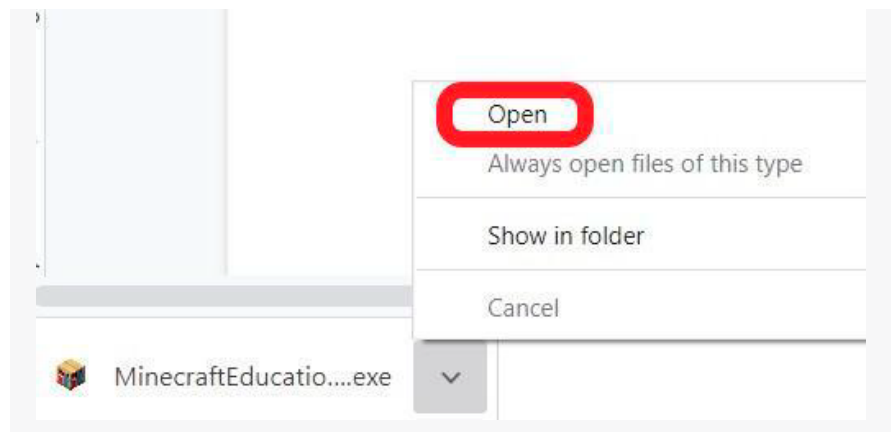 Open
Always open files of this type
Show in folder
Cancel
MinecraftEducatio....exe